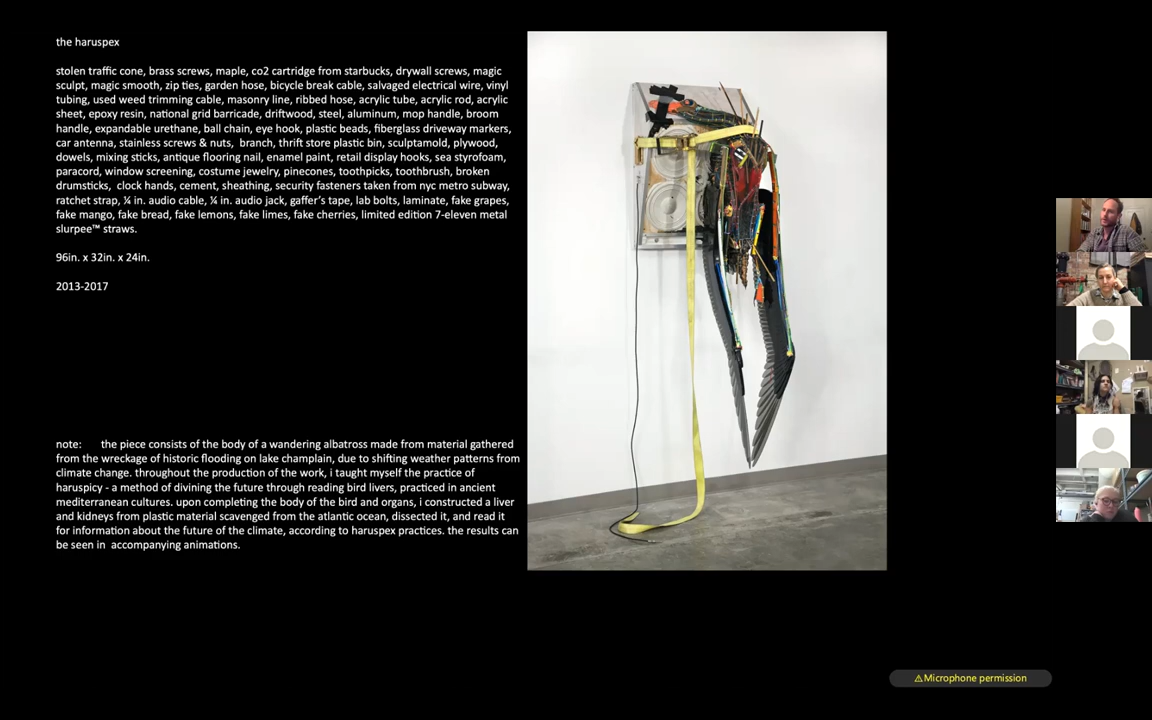 the haruspex
stolen traffic cone, brass screws, maple, co2 cartridge from starbucks, drywall screws, magic
sculpt, magic smooth, zip ties, garden hose, bicycle break cable, salvaged electrical wire, vinyl
tubing, used weed trimming cable, masonry line, ribbed hose, acrylic tube, acrylic rod, acrylic
sheet, epoxy resin, national grid barricade, driftwood, steel, aluminum, mop handle, broom
handle, expandable urethane, ball chain, eye hook, plastic beads, fiberglass driveway markers,
car antenna, stainless screws & nuts,  branch, thrift store plastic bin, sculptamold, plywood,
dowels, mixing sticks, antique flooring nail, enamel paint, retail display hooks, sea styrofoam,
paracord, window screening, costume jewelry, pinecones, toothpicks, toothbrush, broken
drumsticks,  clock hands, cement, sheathing, security fasteners taken from nyc metro subway,
ratchet strap, ¼ in. audio cable, ¼ in. audio jack, gaffer's tape, lab bolts, laminate, fake grapes,
fake mango, fake bread, fake lemons, fake limes, fake cherries, limited edition 7-eleven metal
slurpee™ straws.
96in. x 32in. x 24in.
2013-2017
note:      the piece consists of the body of a wandering albatross made from material gathered
from the wreckage of historic flooding on lake champlain, due to shifting weather patterns from
climate change. throughout the production of the work, i taught myself the practice of
haruspicy - a method of divining the future through reading bird livers, practiced in ancient
mediterranean cultures. upon completing the body of the bird and organs, i constructed a liver
and kidneys from plastic material scavenged from the atlantic ocean, dissected it, and read it
for information about the future of the climate, according to haruspex practices. the results can
be seen in  accompanying animations.
⚠Microphone permission